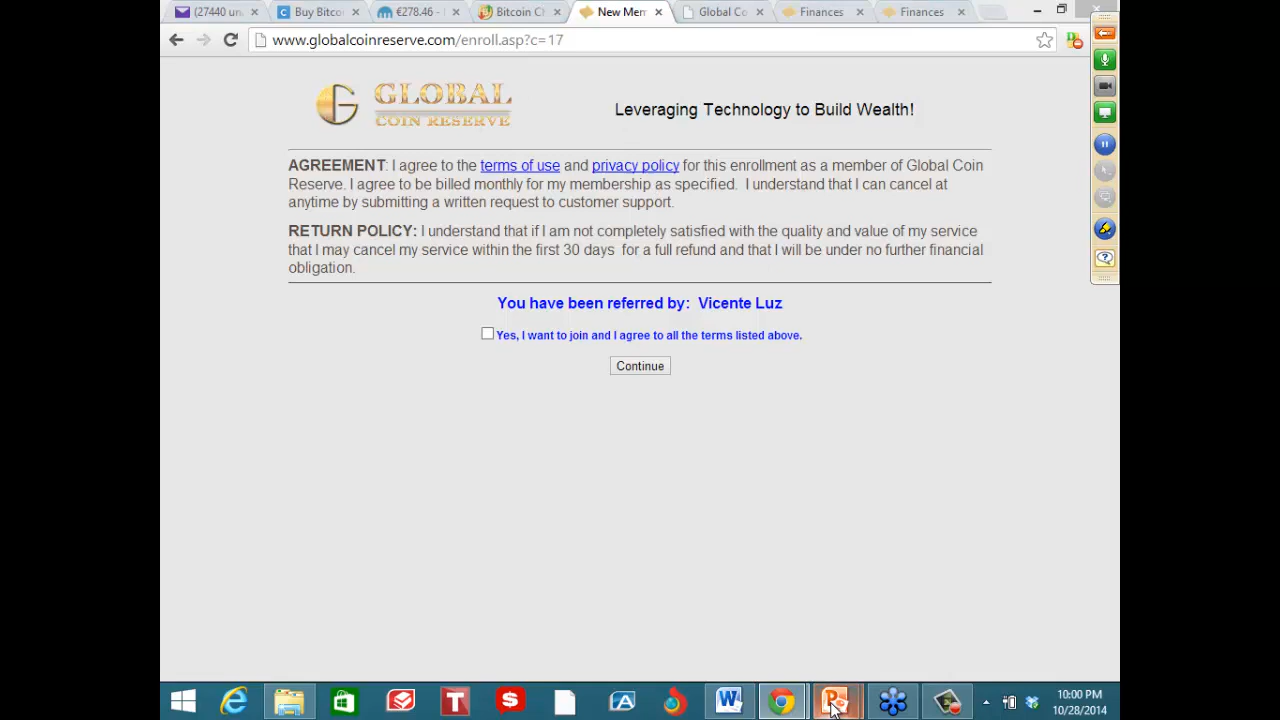 (27440 un
Buy Bitco
€278.46 -
Bitcoin C
New Mem
Global Co
Finances
Finances
www.globalcoinreserve.com/enroll.asp?c=17
GLOBAL
COIN RESERVE
Leveraging Technology to Build Wealth!
AGREEMENT: I agree to the terms of use and privacy policy for this enrollment as a member of Global Coin
Reserve. I agree to be billed monthly for my membership as specified. I understand that I can cancel at
anytime by submitting a written request to customer support.
RETURN POLICY: I understand that if I am not completely satisfied with the quality and value of my service
that I may cancel my service within the first 30 days for a full refund and that I will be under no further financial
obligation.
You have been referred by: Vicente Luz
Yes, I want to join and I agree to all the terms listed above.
Continue
10:00 PM
10/28/2014